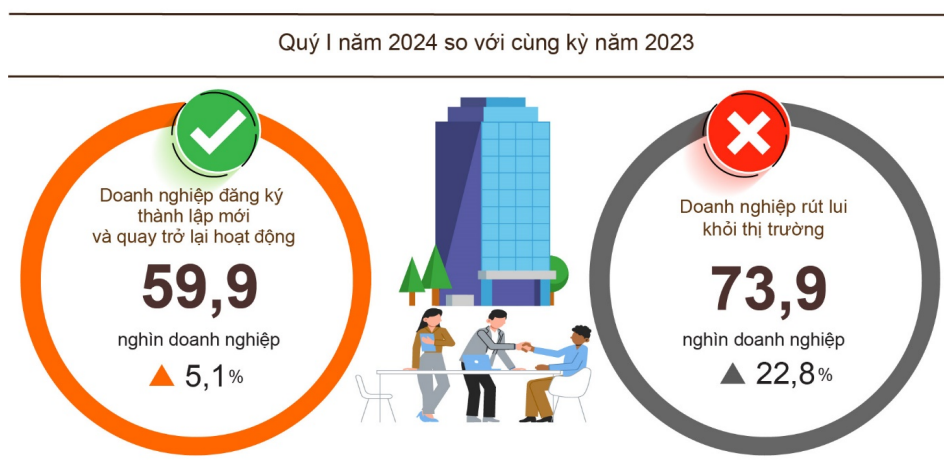 Quý I năm 2024 so với cùng kỳ năm 2023
Doanh nghiệp đăng ký
thành lập mới
và quay trở lại hoạt động
59,9
nghìn doanh nghiệp
▲ 5,1%
Doanh nghiệp rút lui
khỏi thị trường
73,9
nghìn doanh nghiệp
▲ 22,8%